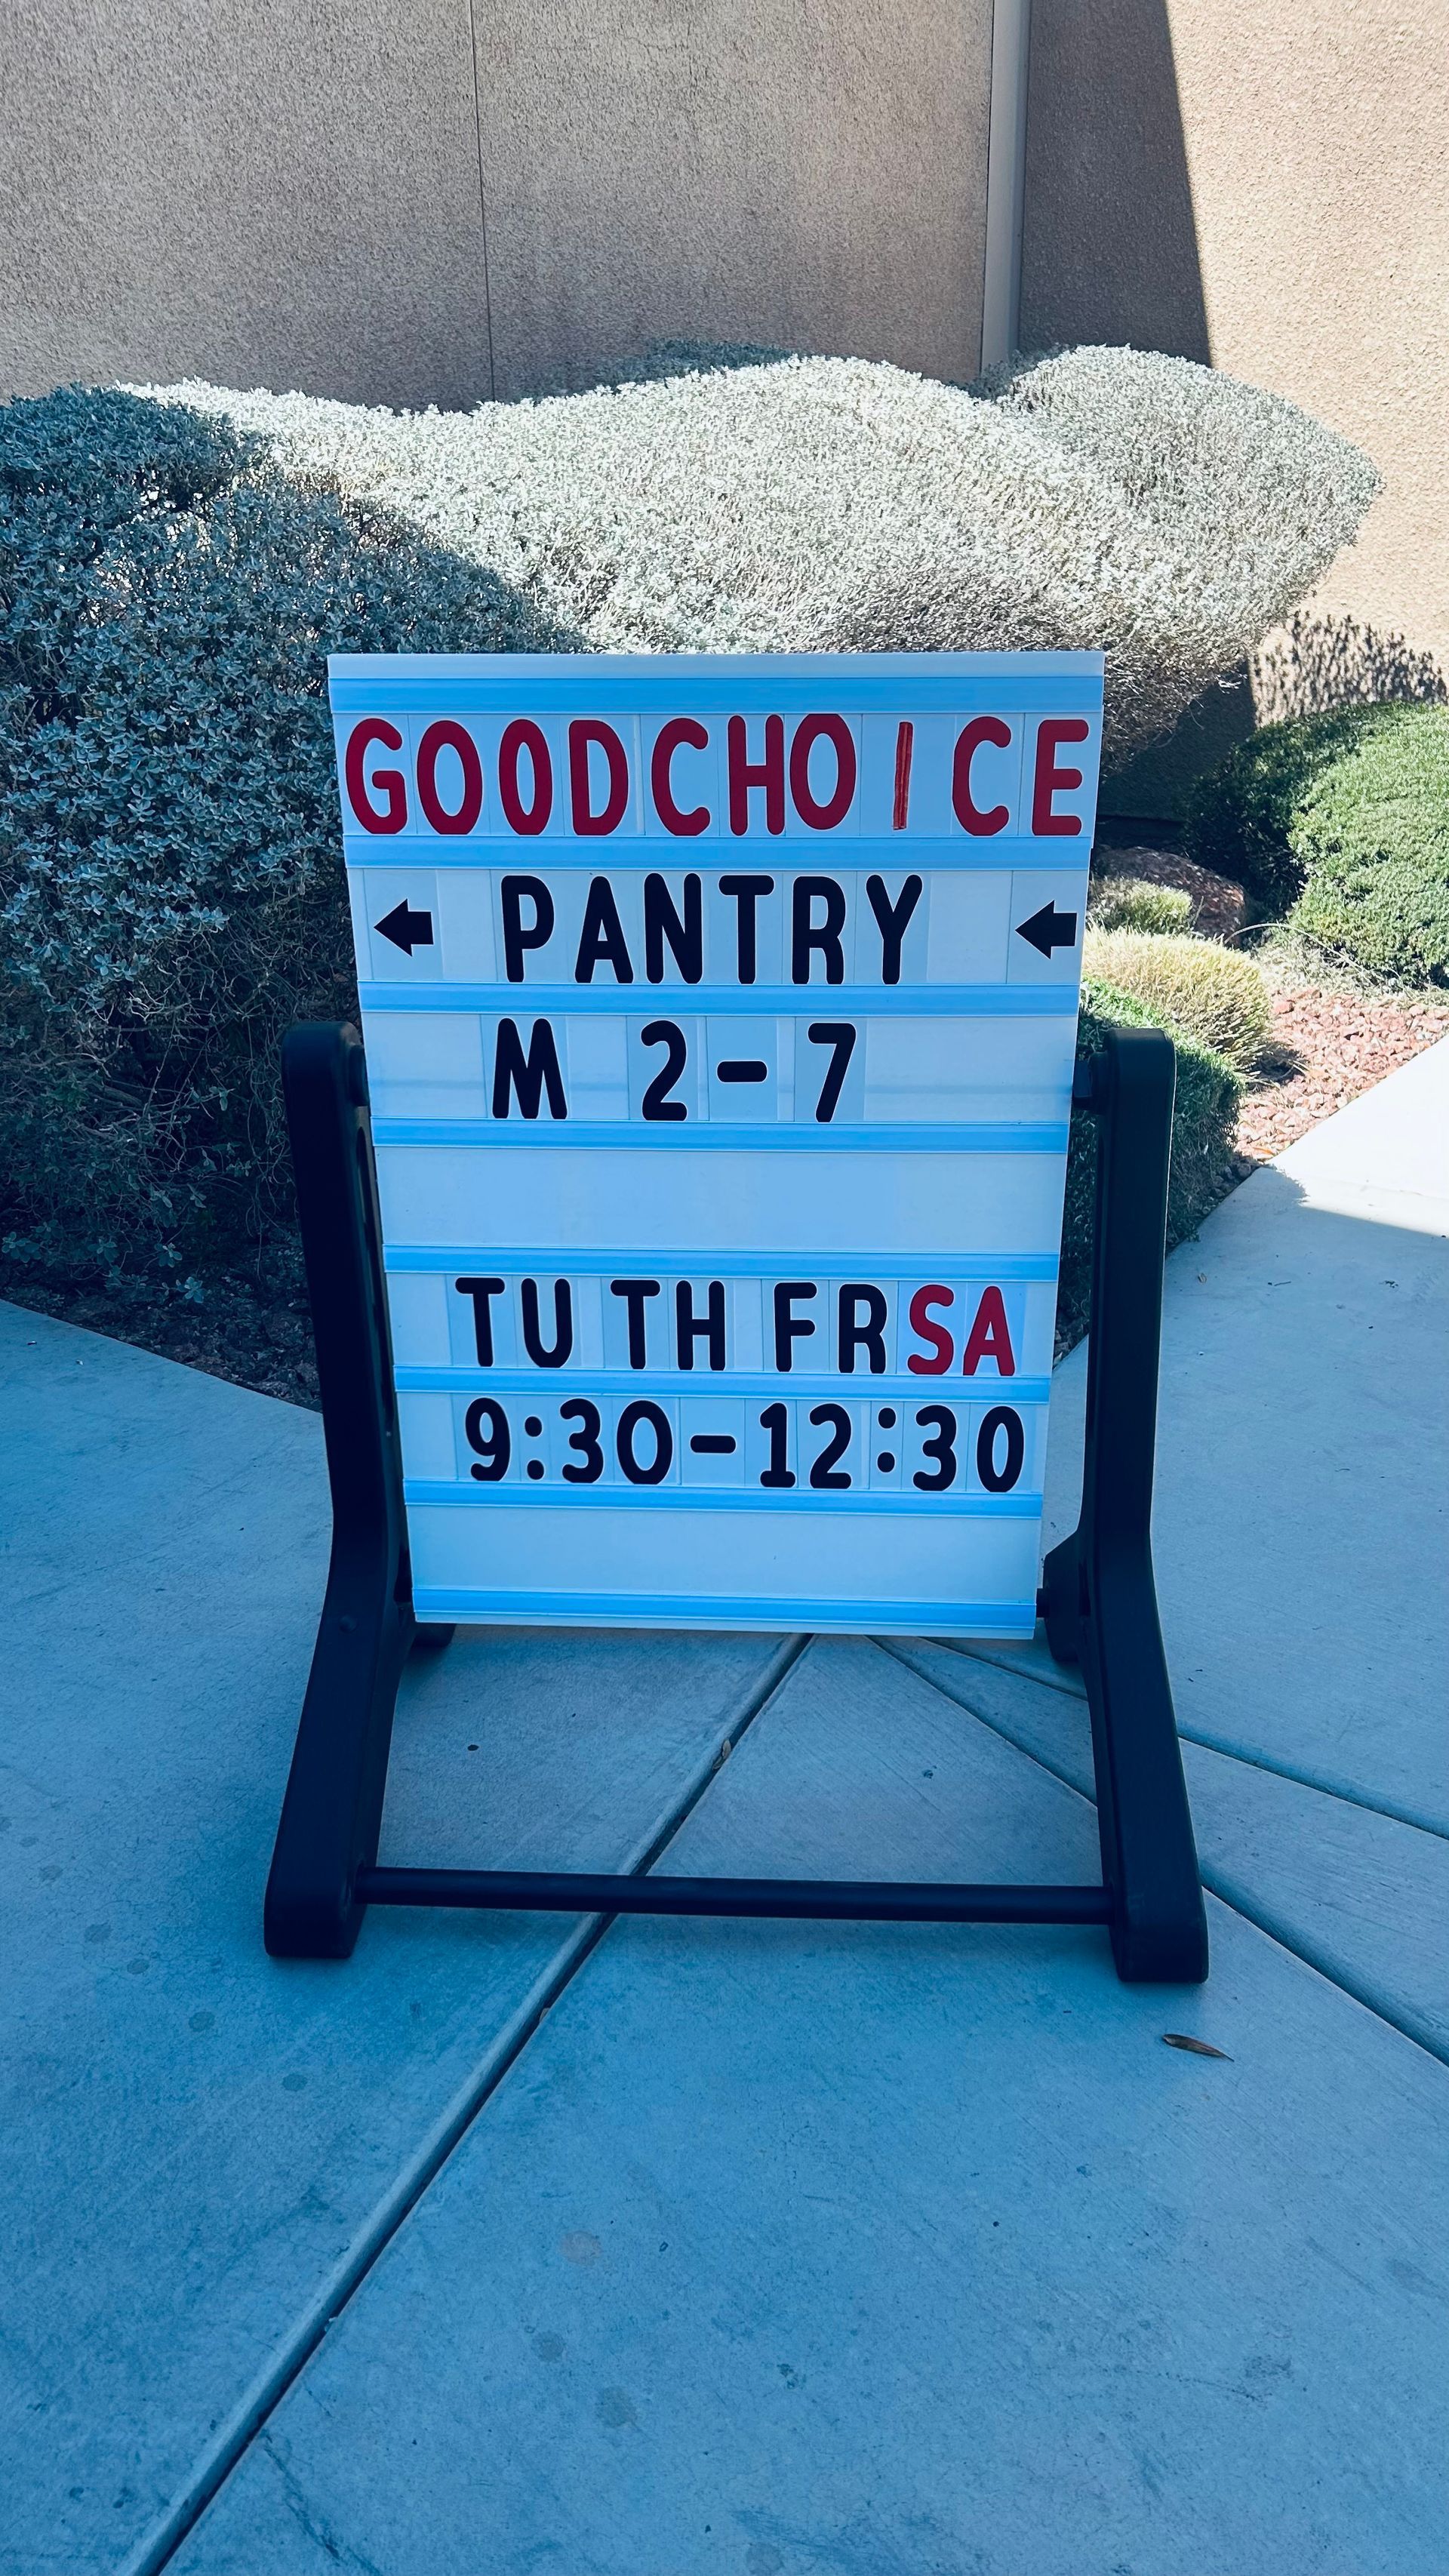 GOODCHOICE
← PANTRY ←
M 2-7
TU TH FR SA
9:30-12:30